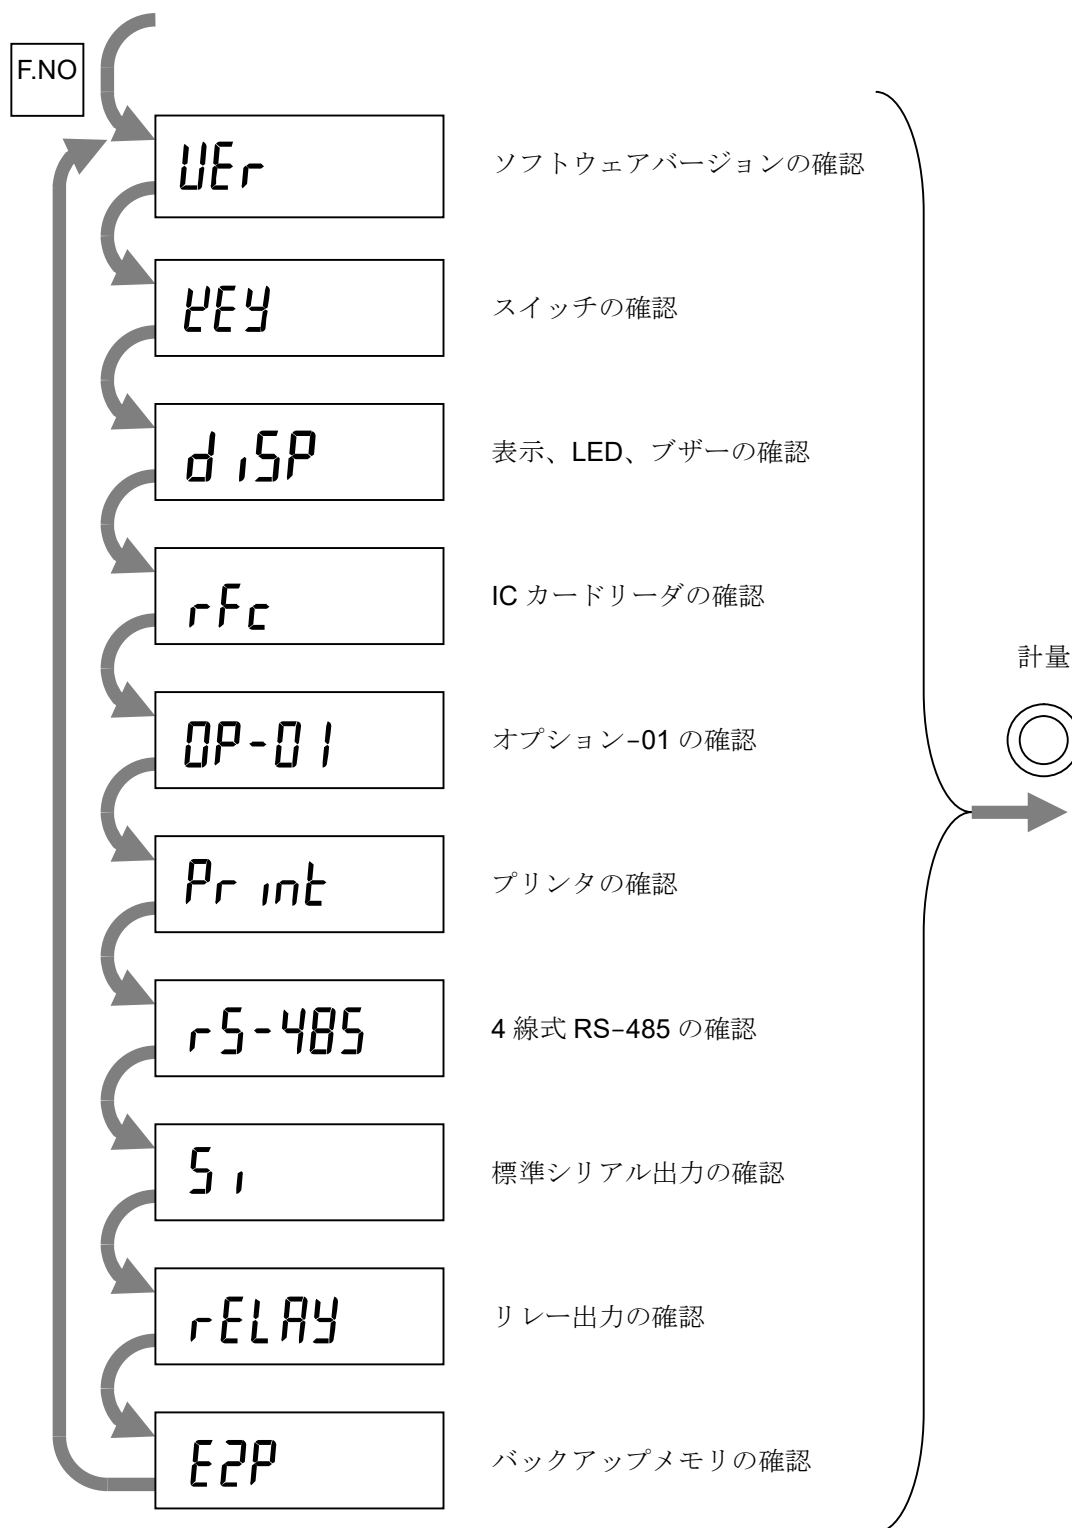 F.NO
VEr
ソフトウェアバージョンの確認
KEY
スイッチの確認
diSP
表示、LED、ブザーの確認
rFc
IC カードリーダの確認
計量
OP-01
オプション-01 の確認
Print
プリンタの確認
rS-485
4 線式 RS-485 の確認
Si
標準シリアル出力の確認
rELAY
リレー出力の確認
E2P
バックアップメモリの確認